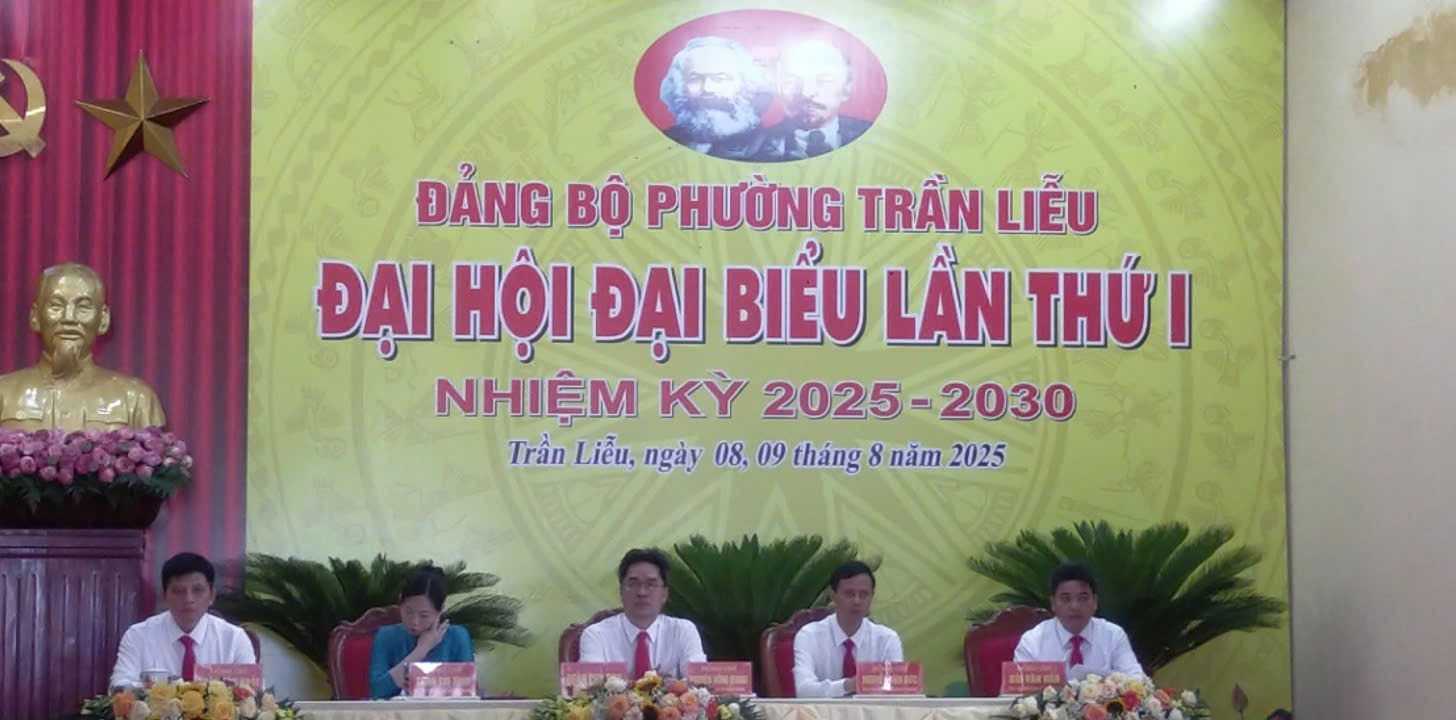 ĐẢNG BỘ PHƯỜNG TRẦN LIỄU
ĐẠI HỘI ĐẠI BIỂU LẦN THỨ I
NHIỆM KỲ 2025-2030
Trần Liễu, ngày 08, 09 tháng 8 năm 2025